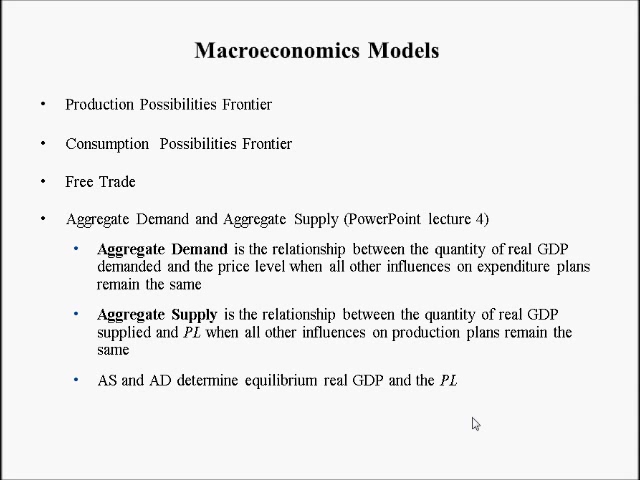 Macroeconomics Models
• Production Possibilities Frontier
• Consumption Possibilities Frontier
• Free Trade
• Aggregate Demand and Aggregate Supply (PowerPoint lecture 4)
• Aggregate Demand is the relationship between the quantity of real GDP
demanded and the price level when all other influences on expenditure plans
remain the same
• Aggregate Supply is the relationship between the quantity of real GDP
supplied and PL when all other influences on production plans remain the
same
• AS and AD determine equilibrium real GDP and the PL